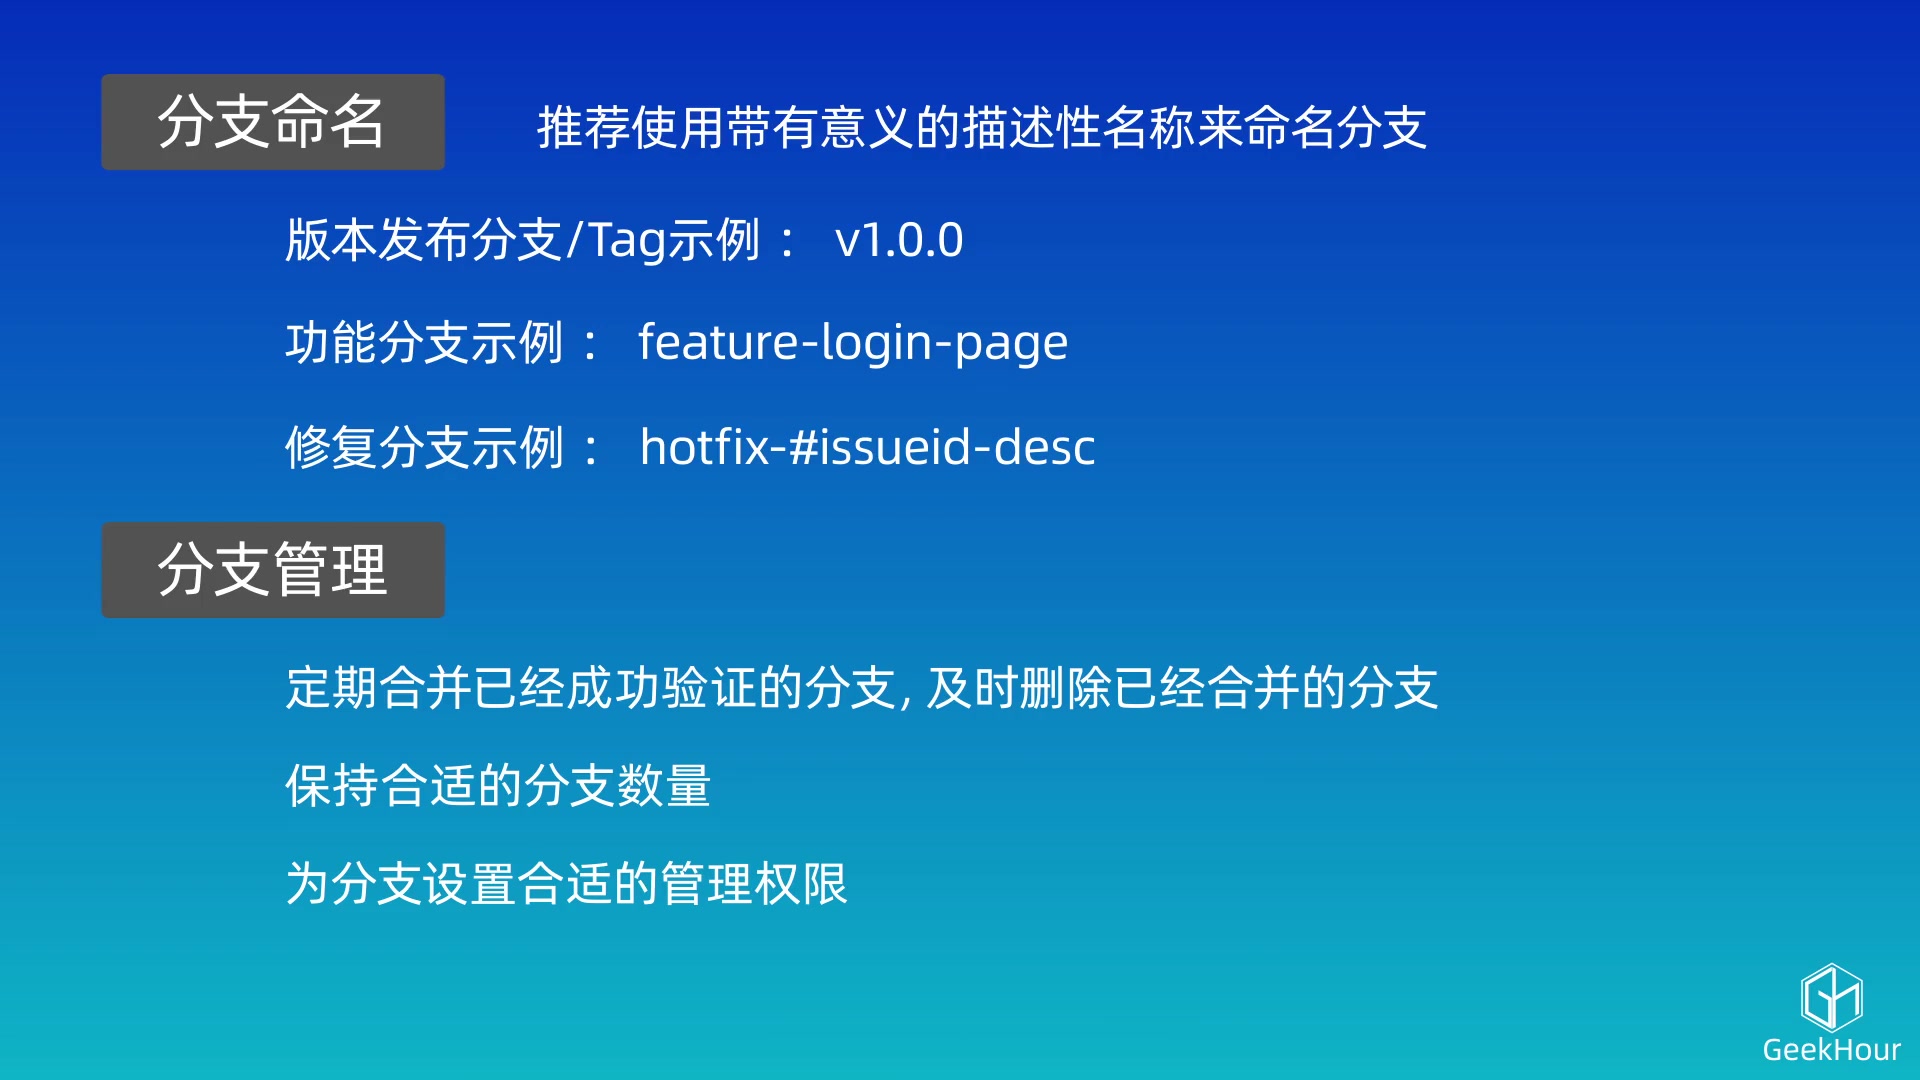 分支命名 推荐使用带有意义的描述性名称来命名分支
版本发布分支/Tag示例： v1.0.0
功能分支示例： feature-login-page
修复分支示例： hotfix-#issueid-desc
分支管理
定期合并已经成功验证的分支, 及时删除已经合并的分支
保持合适的分支数量
为分支设置合适的管理权限
GeekHour